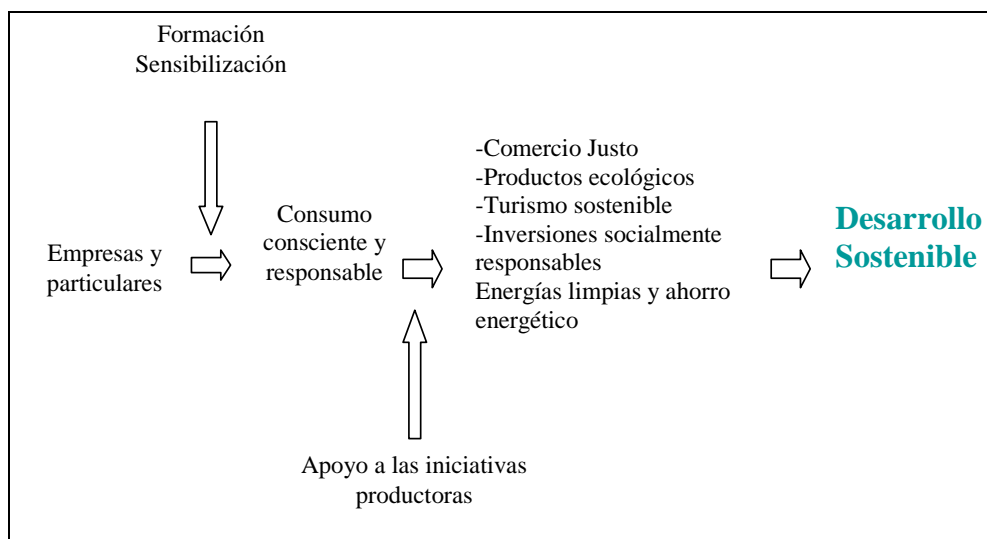 Formación
Sensibilización
Empresas y
particulares
Consumo
consciente y
responsable
-Comercio Justo
-Productos ecológicos
-Turismo sostenible
-Inversiones socialmente
responsables
Energías limpias y ahorro
energético
Desarrollo
Sostenible
Apoyo a las iniciativas
productoras